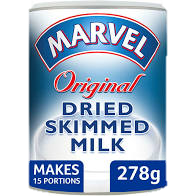 MARVEL
Original
DRIED
SKIMMED
MILK
MAKES
15 PORTIONS
278g